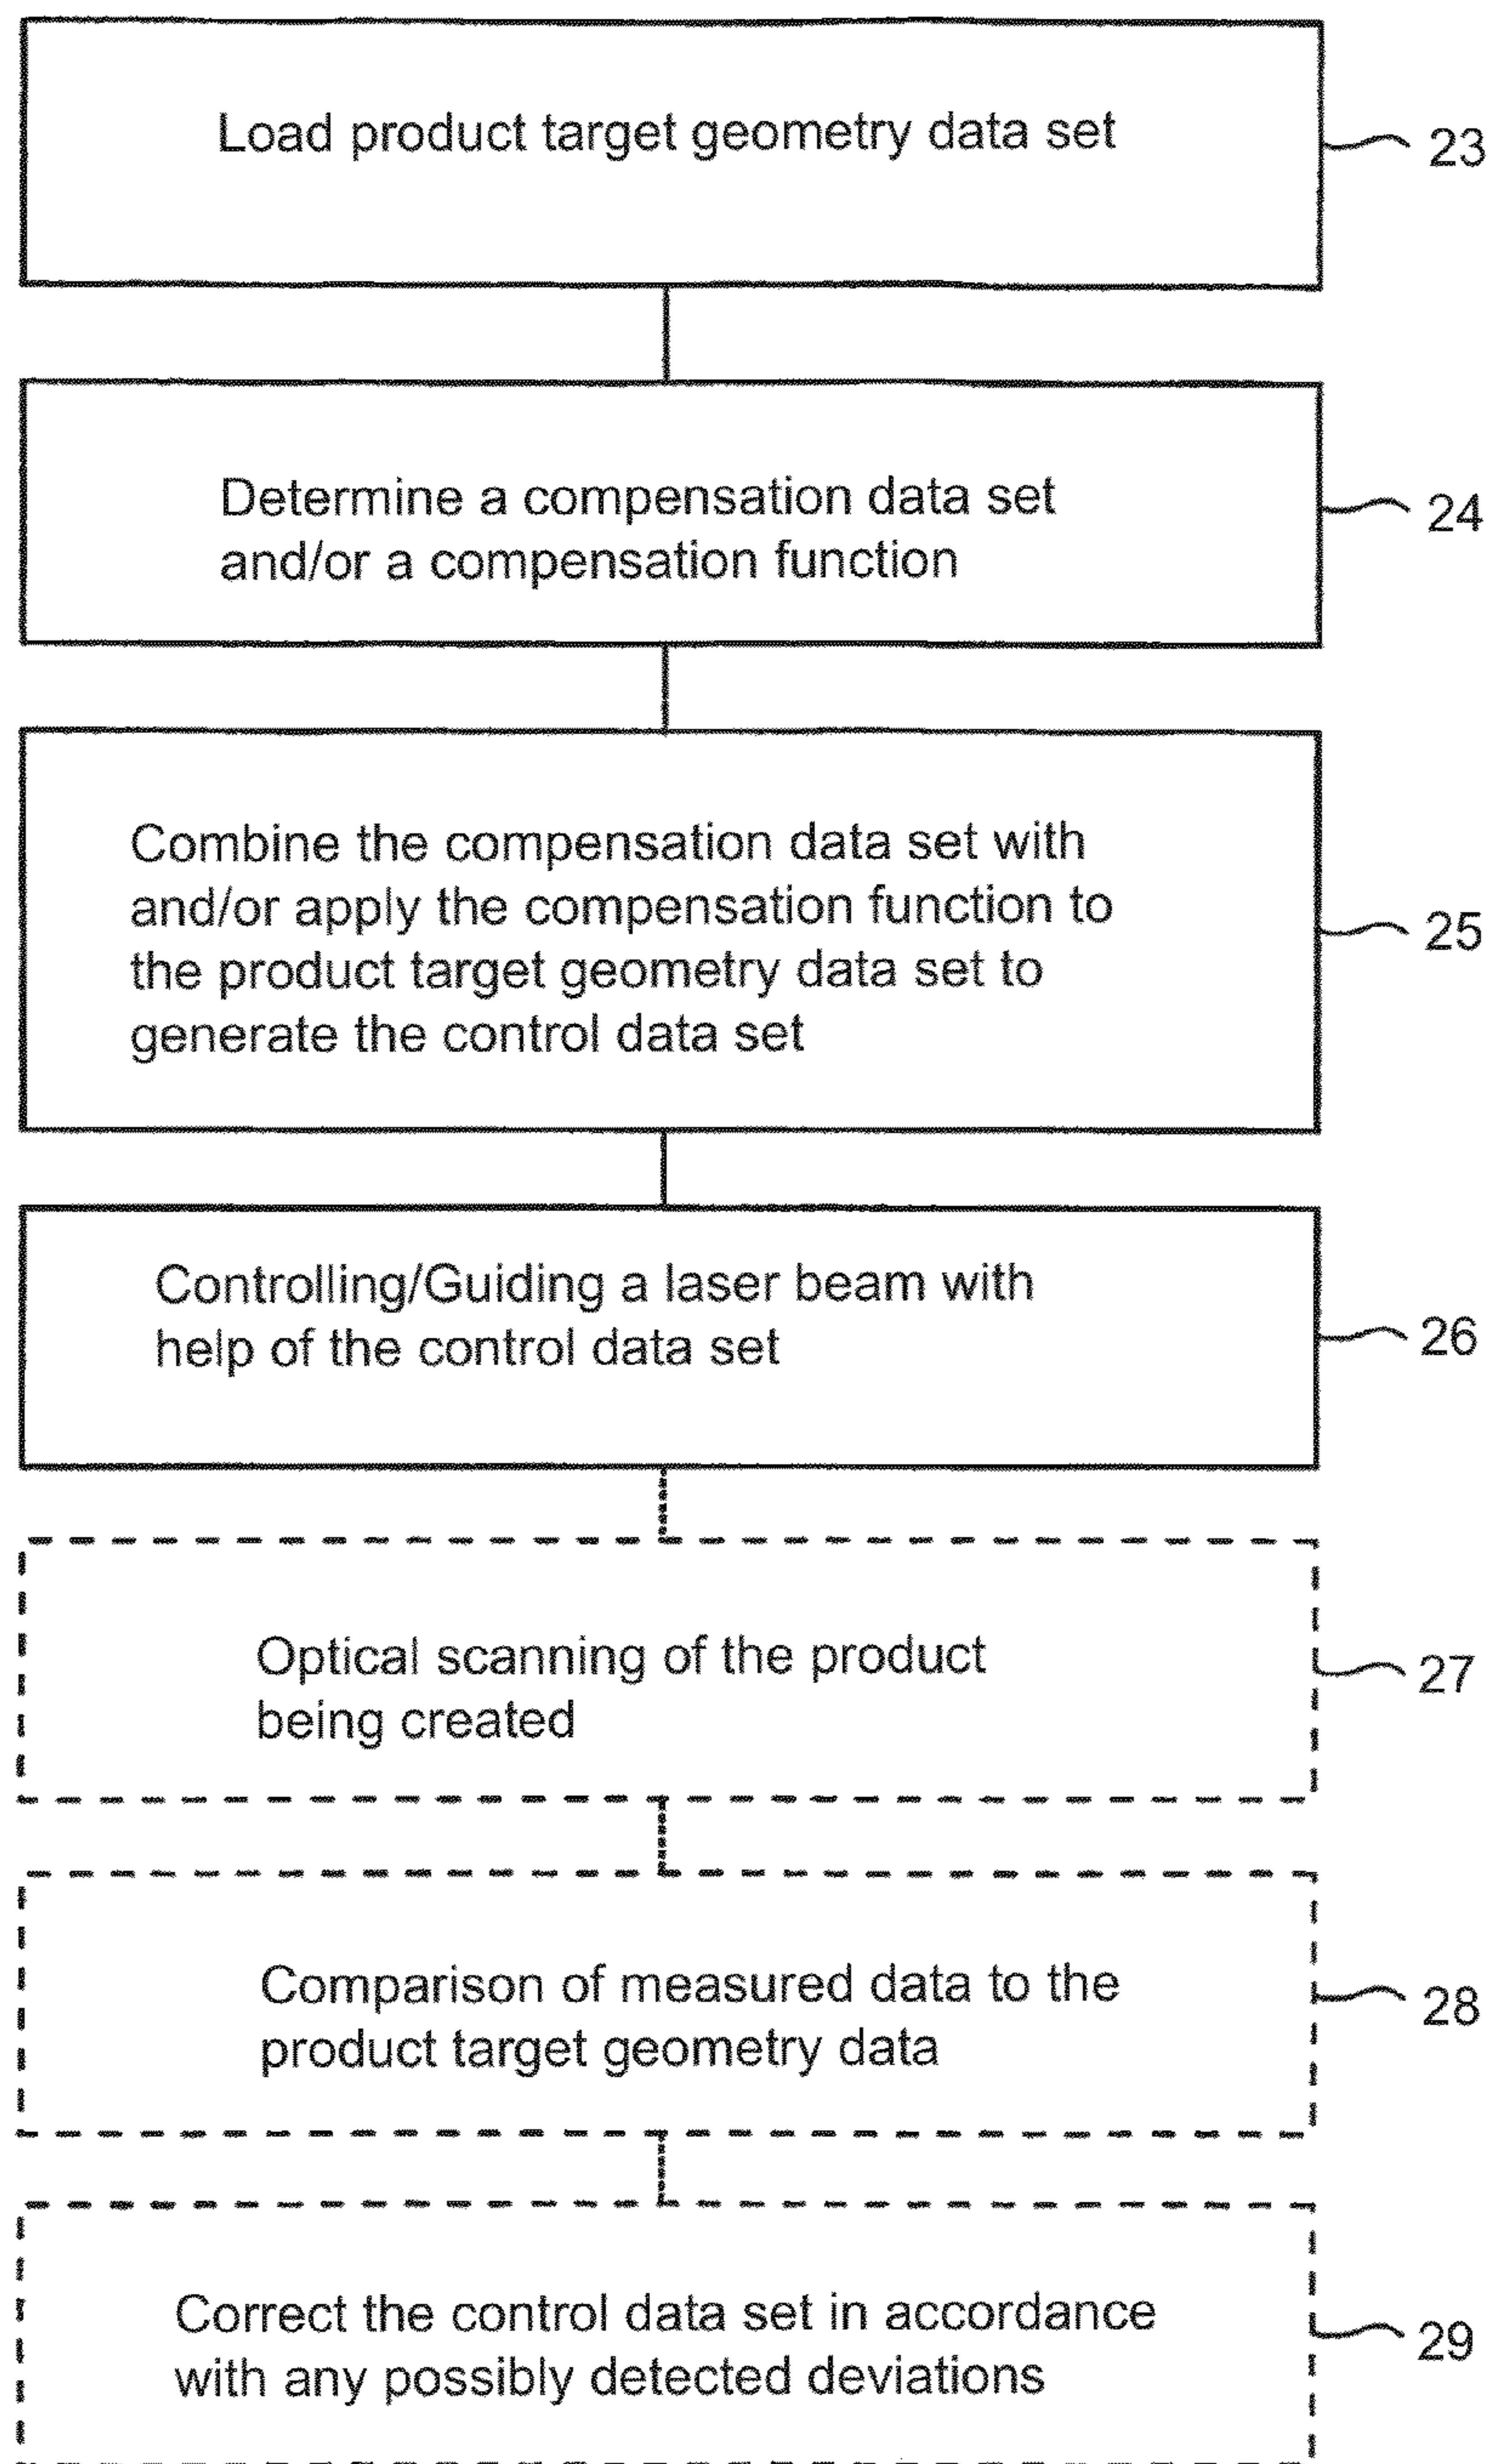 Load product target geometry data set
23
Determine a compensation data set
and/or a compensation function
24
Combine the compensation data set with
and/or apply the compensation function to
the product target geometry data set to
generate the control data set
25
Controlling/Guiding a laser beam with
help of the control data set
26
Optical scanning of the product
being created
27
Comparison of measured data to the
product target geometry data
28
Correct the control data set in accordance
with any possibly detected deviations
29